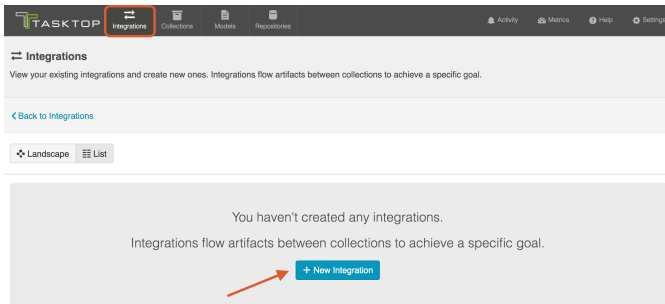 TASKTOP
Integrations
Collections
Models
Repositories
Activity
Metrics
Help
Settings
Integrations
View your existing integrations and create new ones. Integrations flow artifacts between collections to achieve a specific goal.
Back to Integrations
Landscape
List
You haven't created any integrations.
Integrations flow artifacts between collections to achieve a specific goal.
+ New Integration